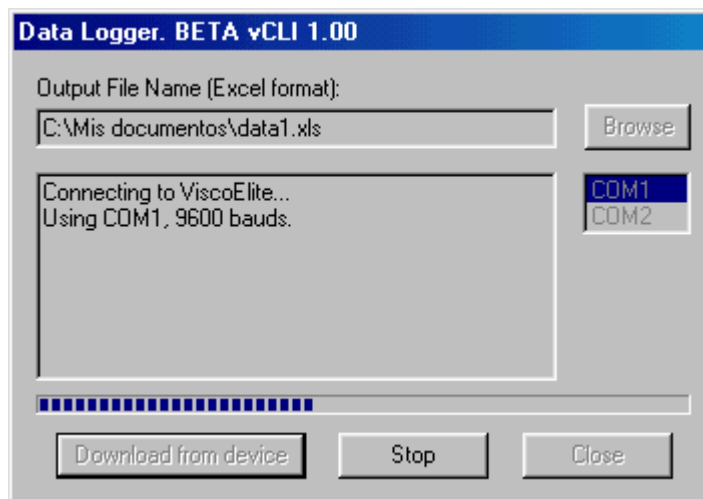 Data Logger. BETA vCLI 1.00
Output File Name (Excel format):
C:\Mis documentos\data1.xls
Browse
Connecting to ViscoElite...
Using COM1, 9600 bauds.
COM1
COM2
Download from device
Stop
Close